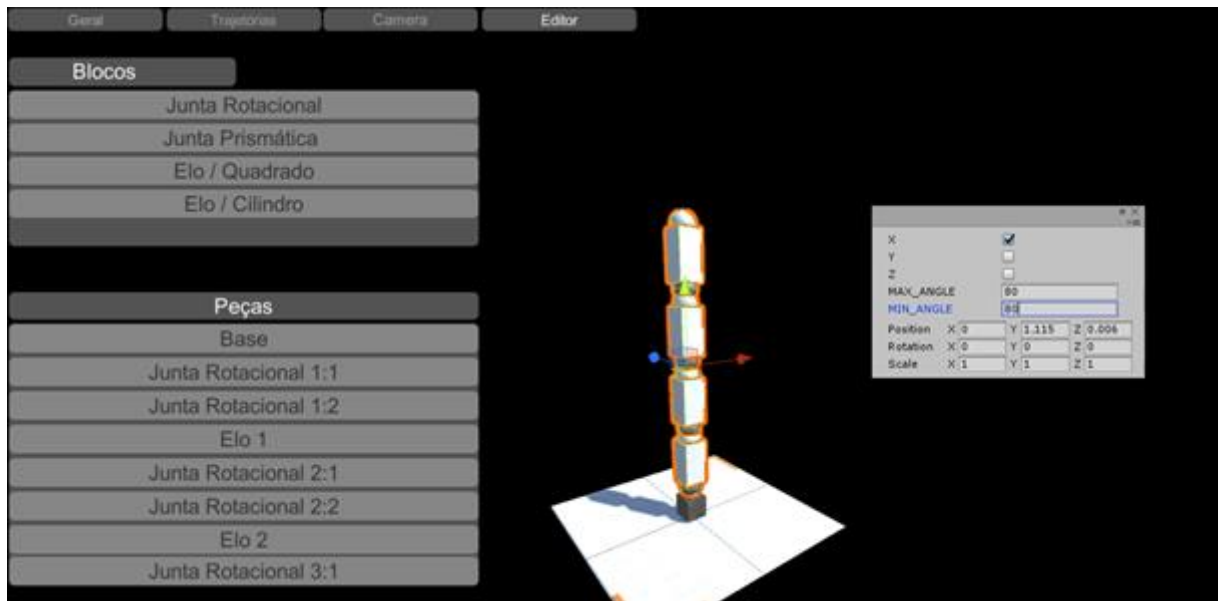 Geral Trajetórias Camera Editor
Blocos
Junta Rotacional
Junta Prismática
Elo / Quadrado
Elo / Cilindro
Peças
Base
Junta Rotacional 1:1
Junta Rotacional 1:2
Elo 1
Junta Rotacional 2:1
Junta Rotacional 2:2
Elo 2
Junta Rotacional 3:1
X
Y
Z
MAX_ANGLE 80
MIN_ANGLE 80
Position X 0 Y 1.115 Z 0.006
Rotation X 0 Y 0 Z 0
Scale X 1 Y 1 Z 1